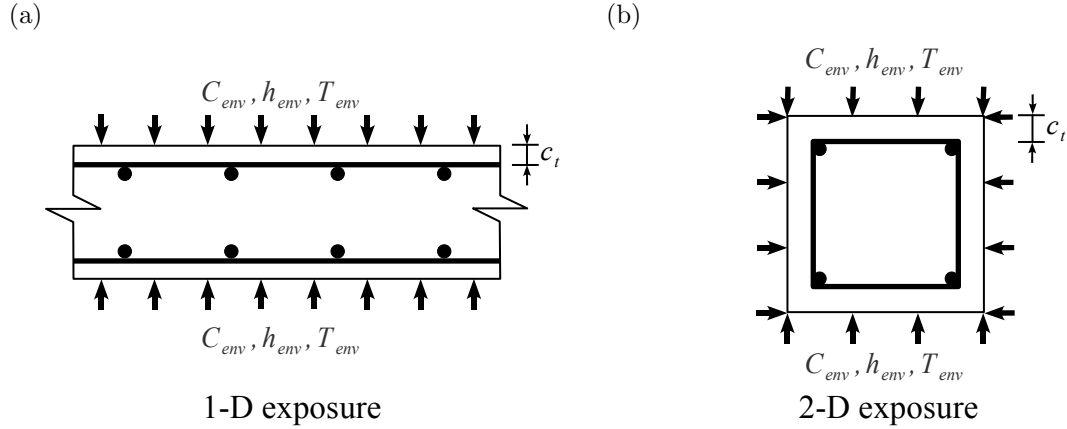 (a)
C_env, h_env, T_env
c_t
C_env, h_env, T_env
1-D exposure
(b)
C_env, h_env, T_env
c_t
C_env, h_env, T_env
2-D exposure